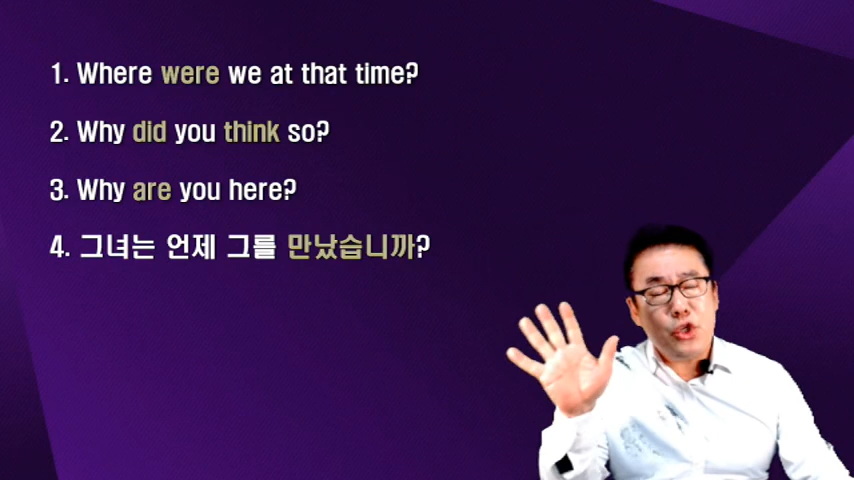 1. Where were we at that time?
2. Why did you think so?
3. Why are you here?
4. 그녀는 언제 그를 만났습니까?